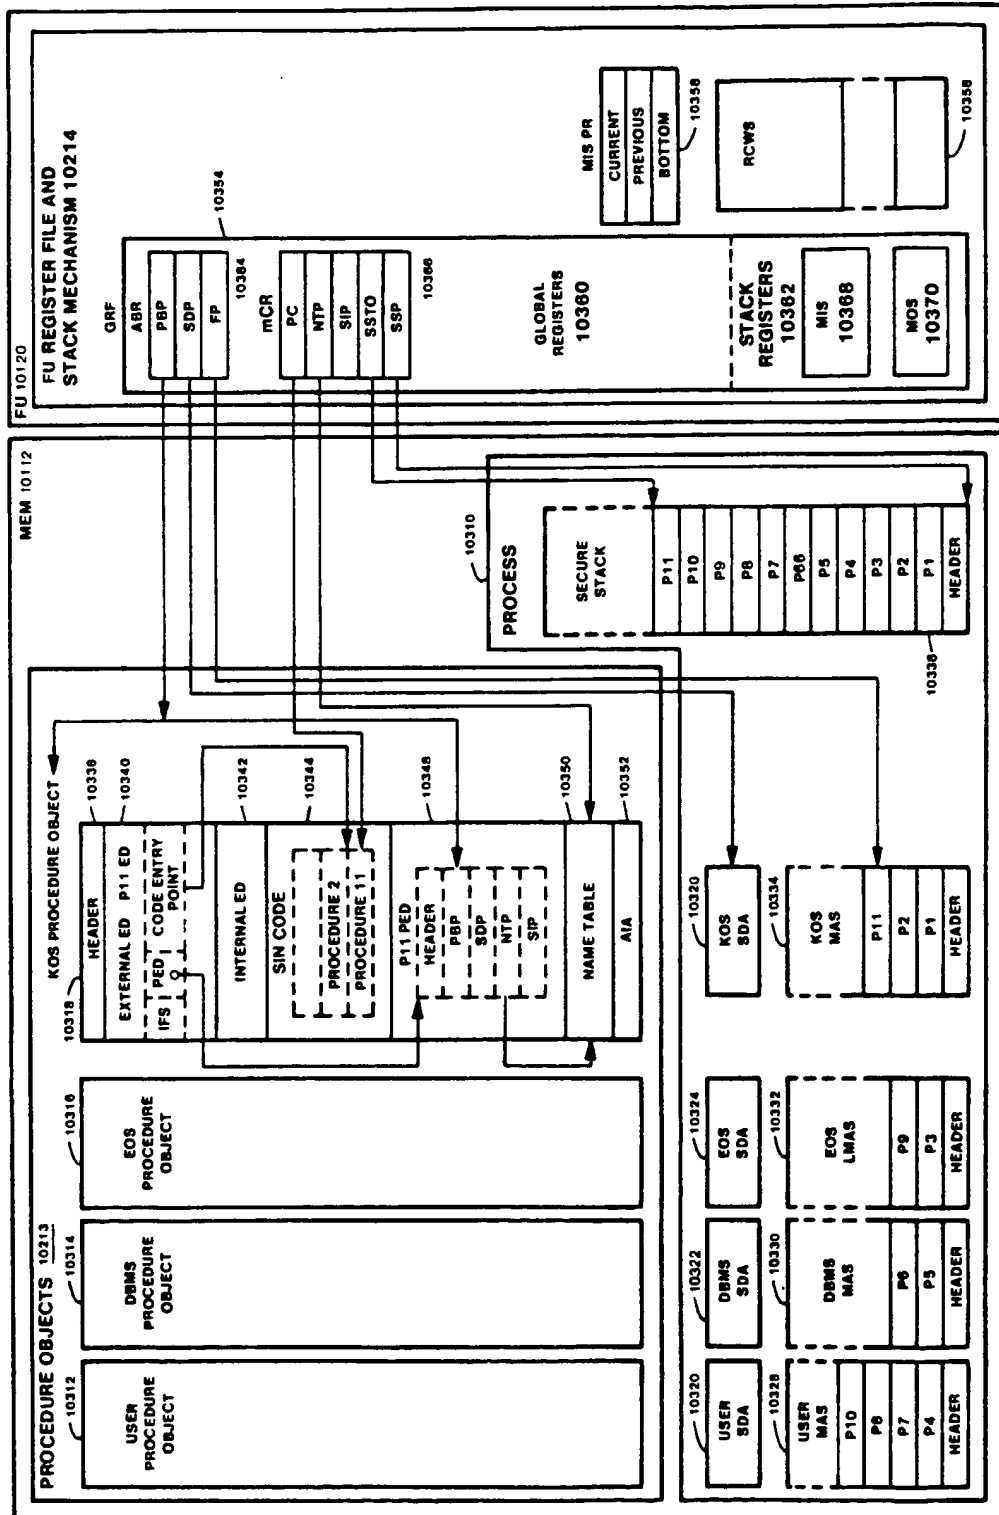 PROCEDURE OBJECTS 10213
10312
USER
PROCEDURE
OBJECT
10314
DBMS
PROCEDURE
OBJECT
10316
EOS
PROCEDURE
OBJECT
10318
KOS PROCEDURE OBJECT
HEADER
10336
EXTERNAL ED P11 ED
10340
IFS PED CODE ENTRY
POINT
INTERNAL ED
10342
SIN CODE
10344
PROCEDURE 2
PROCEDURE 11
P11 PED
10348
HEADER
PBP
SDP
NTP
SIP
NAME TABLE
10350
AIA
10352
MEM 10112
10320
USER
SDA
10322
DBMS
SDA
10324
EOS
SDA
10320
KOS
SDA
10328
USER
MAS
P10
P8
P7
P4
HEADER
10330
DBMS
MAS
P6
P5
HEADER
10332
EOS
LMAS
P9
P3
HEADER
10334
KOS
MAS
P11
P2
P1
HEADER
10310
PROCESS
SECURE
STACK
P11
P10
P9
P8
P7
P66
P5
P4
P3
P2
P1
HEADER
10336
FU 10120
FU REGISTER FILE AND
STACK MECHANISM 10214
10354
GRF
ABR
PBP
SDP
FP
10364
mCR
PC
NTP
SIP
SSTO
SSP
10366
GLOBAL
REGISTERS
10360
STACK
REGISTERS
10362
MIS
10368
MOS
10370
MIS PR
CURRENT
PREVIOUS
BOTTOM
10356
RCWS
10358